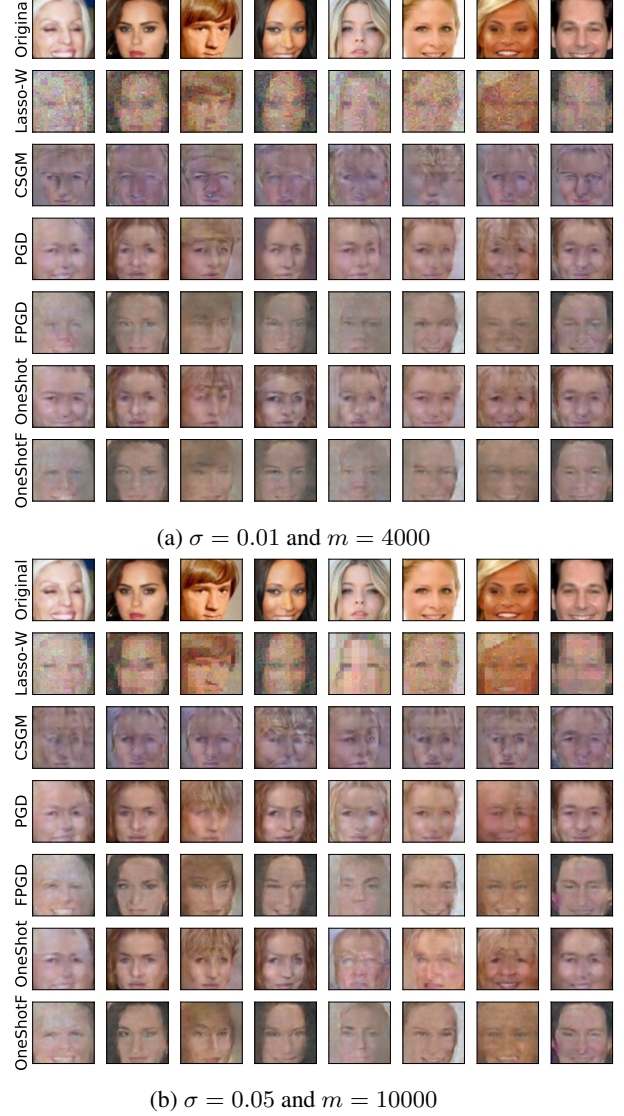 Origina
Lasso-W
CSGM
PGD
FPGD
OneShot
OneShotF
(a) σ = 0.01 and m = 4000
Original
Lasso-W
CSGM
PGD
FPGD
OneShot
OneShotF
(b) σ = 0.05 and m = 10000